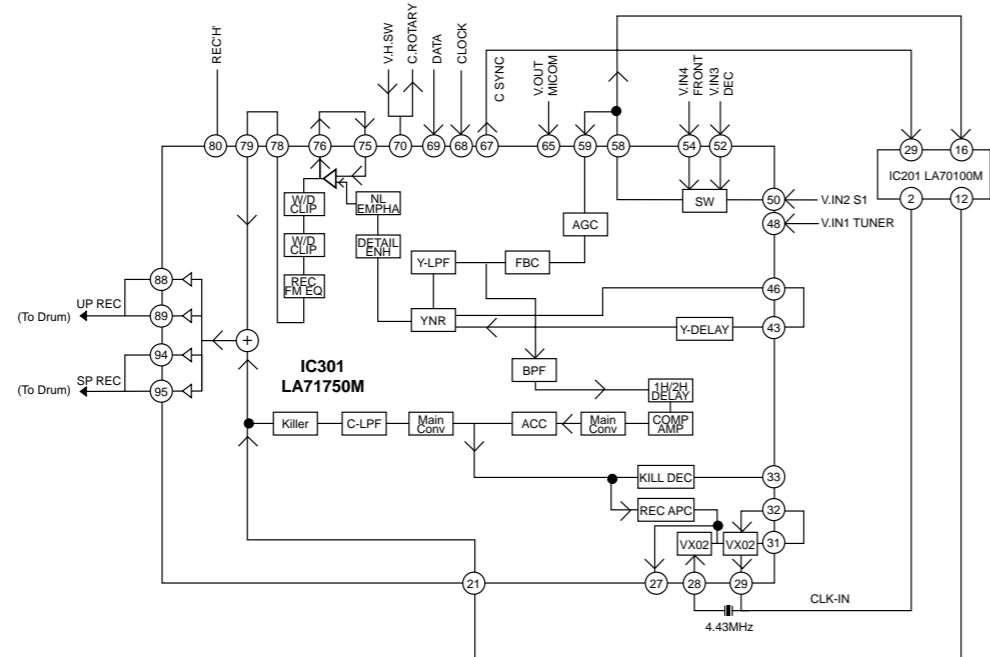 REC'H'
V.H.SW
C.ROTARY
DATA
CLOCK
C SYNC
V.OUT
MICOM
V.IN4
FRONT
V.IN3
DEC
80
79
78
76
75
70
69
68
67
65
59
58
54
52
29
16
IC201 LA70100M
2
12
W/D
CLIP
NL
EMPHA
SW
50
V.IN2 S1
48
V.IN1 TUNER
AGC
W/D
CLIP
DETAIL
ENH
Y-LPF
FBC
REC
FM EQ
88
46
UP REC
(To Drum)
89
YNR
Y-DELAY
43
94
+
IC301
LA71750M
BPF
SP REC
(To Drum)
95
1H/2H
DELAY
Killer
C-LPF
Main
Conv
ACC
Main
Conv
COMP
AMP
KILL DEC
33
REC APC
32
VX02
VX02
31
21
27
28
29
CLK-IN
4.43MHz